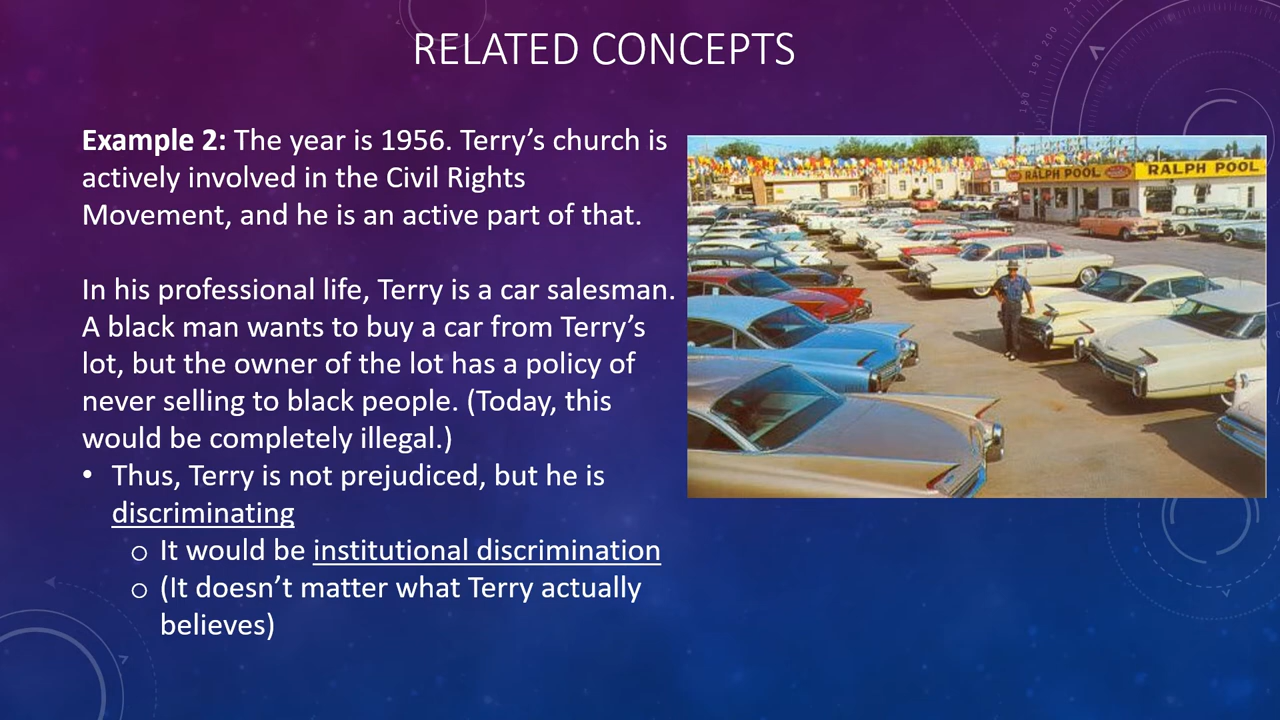 RELATED CONCEPTS
Example 2: The year is 1956. Terry’s church is
actively involved in the Civil Rights
Movement, and he is an active part of that.
In his professional life, Terry is a car salesman.
A black man wants to buy a car from Terry’s
lot, but the owner of the lot has a policy of
never selling to black people. (Today, this
would be completely illegal.)
• Thus, Terry is not prejudiced, but he is
discriminating
o It would be institutional discrimination
o (It doesn’t matter what Terry actually
believes)
RALPH POOL
RALPH POOL
180 190 200